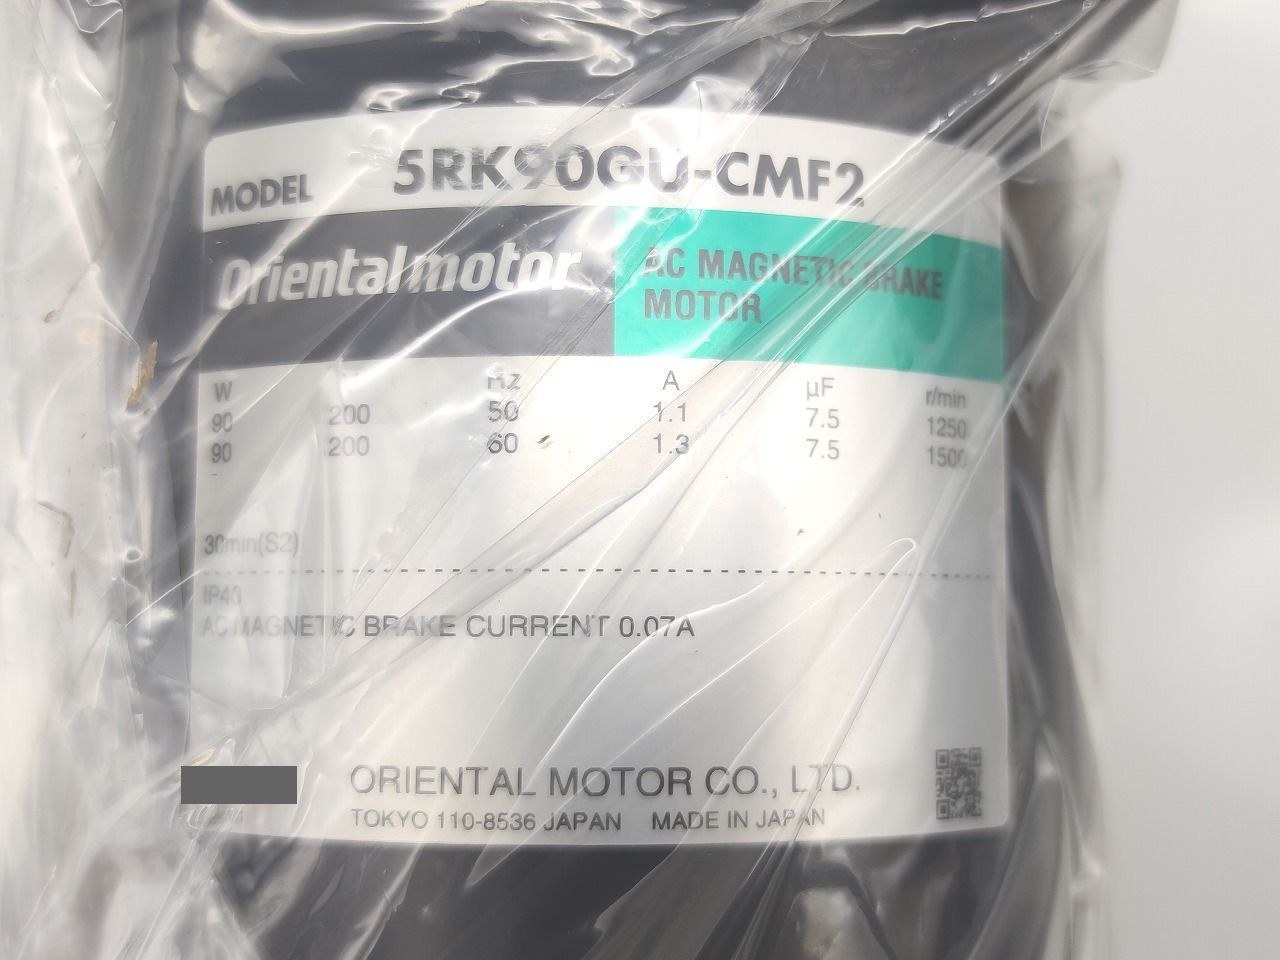 MODEL 5RK90GU-CMF2
Orientalmotor
AC MAGNETIC BRAKE
MOTOR
W Hz A µF r/min
90 200 50 1.1 7.5 1250
90 200 60 1.3 7.5 1500
30min(S2)
IP40
AC MAGNETIC BRAKE CURRENT 0.07A
ORIENTAL MOTOR CO., LTD.
TOKYO 110-8536 JAPAN MADE IN JAPAN